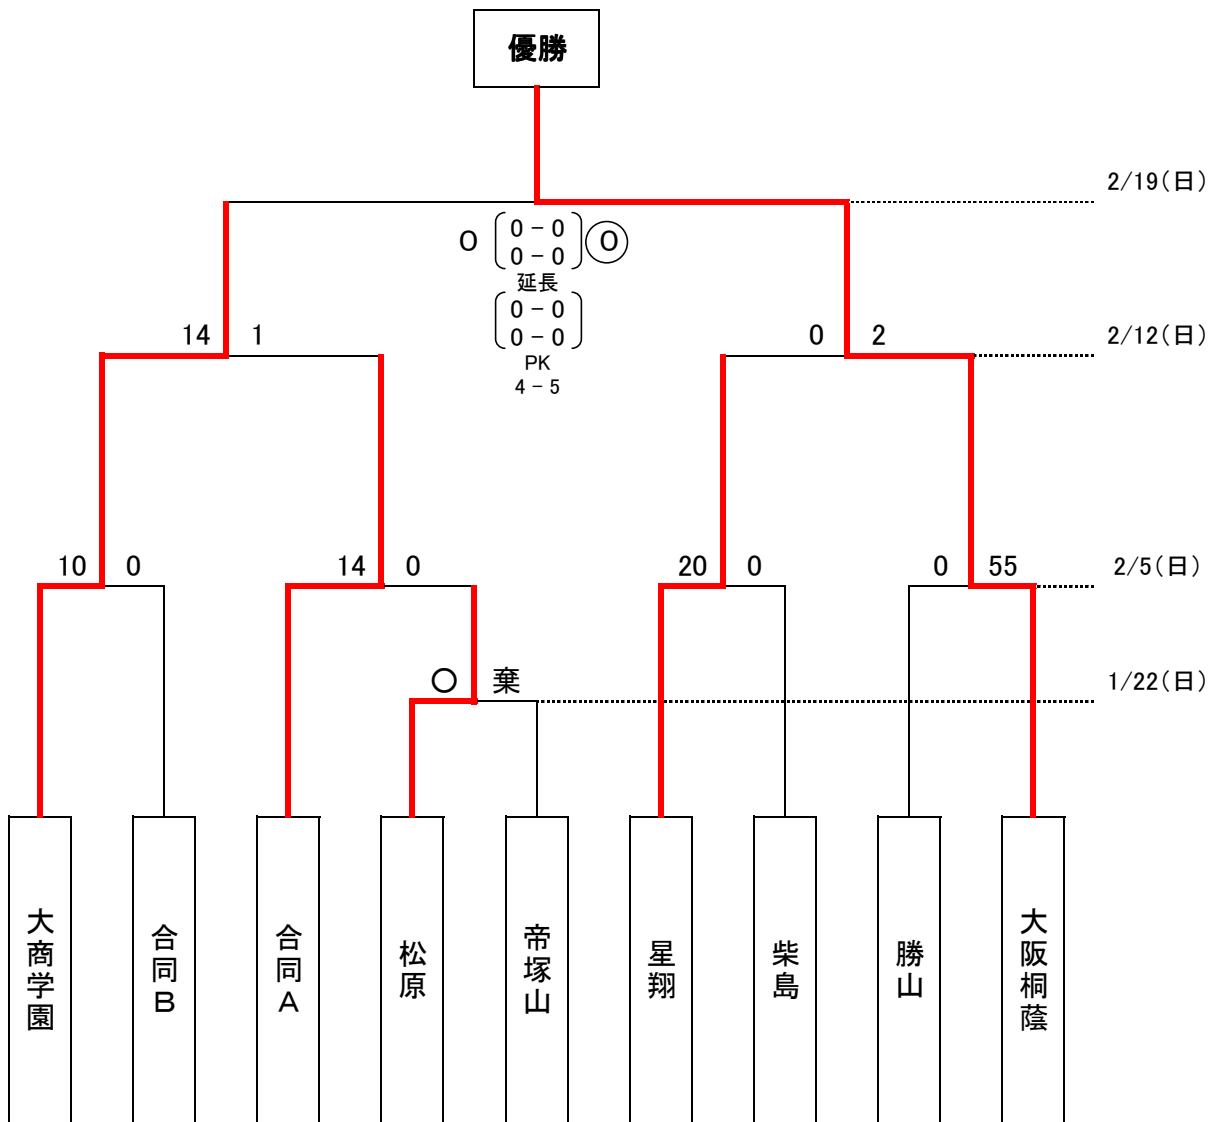 優勝
2/19(日)
0 0-0 0
0-0
延長
0-0
0-0
PK
4-5
14 1 0 2 2/12(日)
10 0 14 0 20 0 0 55 2/5(日)
〇 棄 1/22(日)
大商学園
合同B
合同A
松原
帝塚山
星翔
柴島
勝山
大阪桐蔭